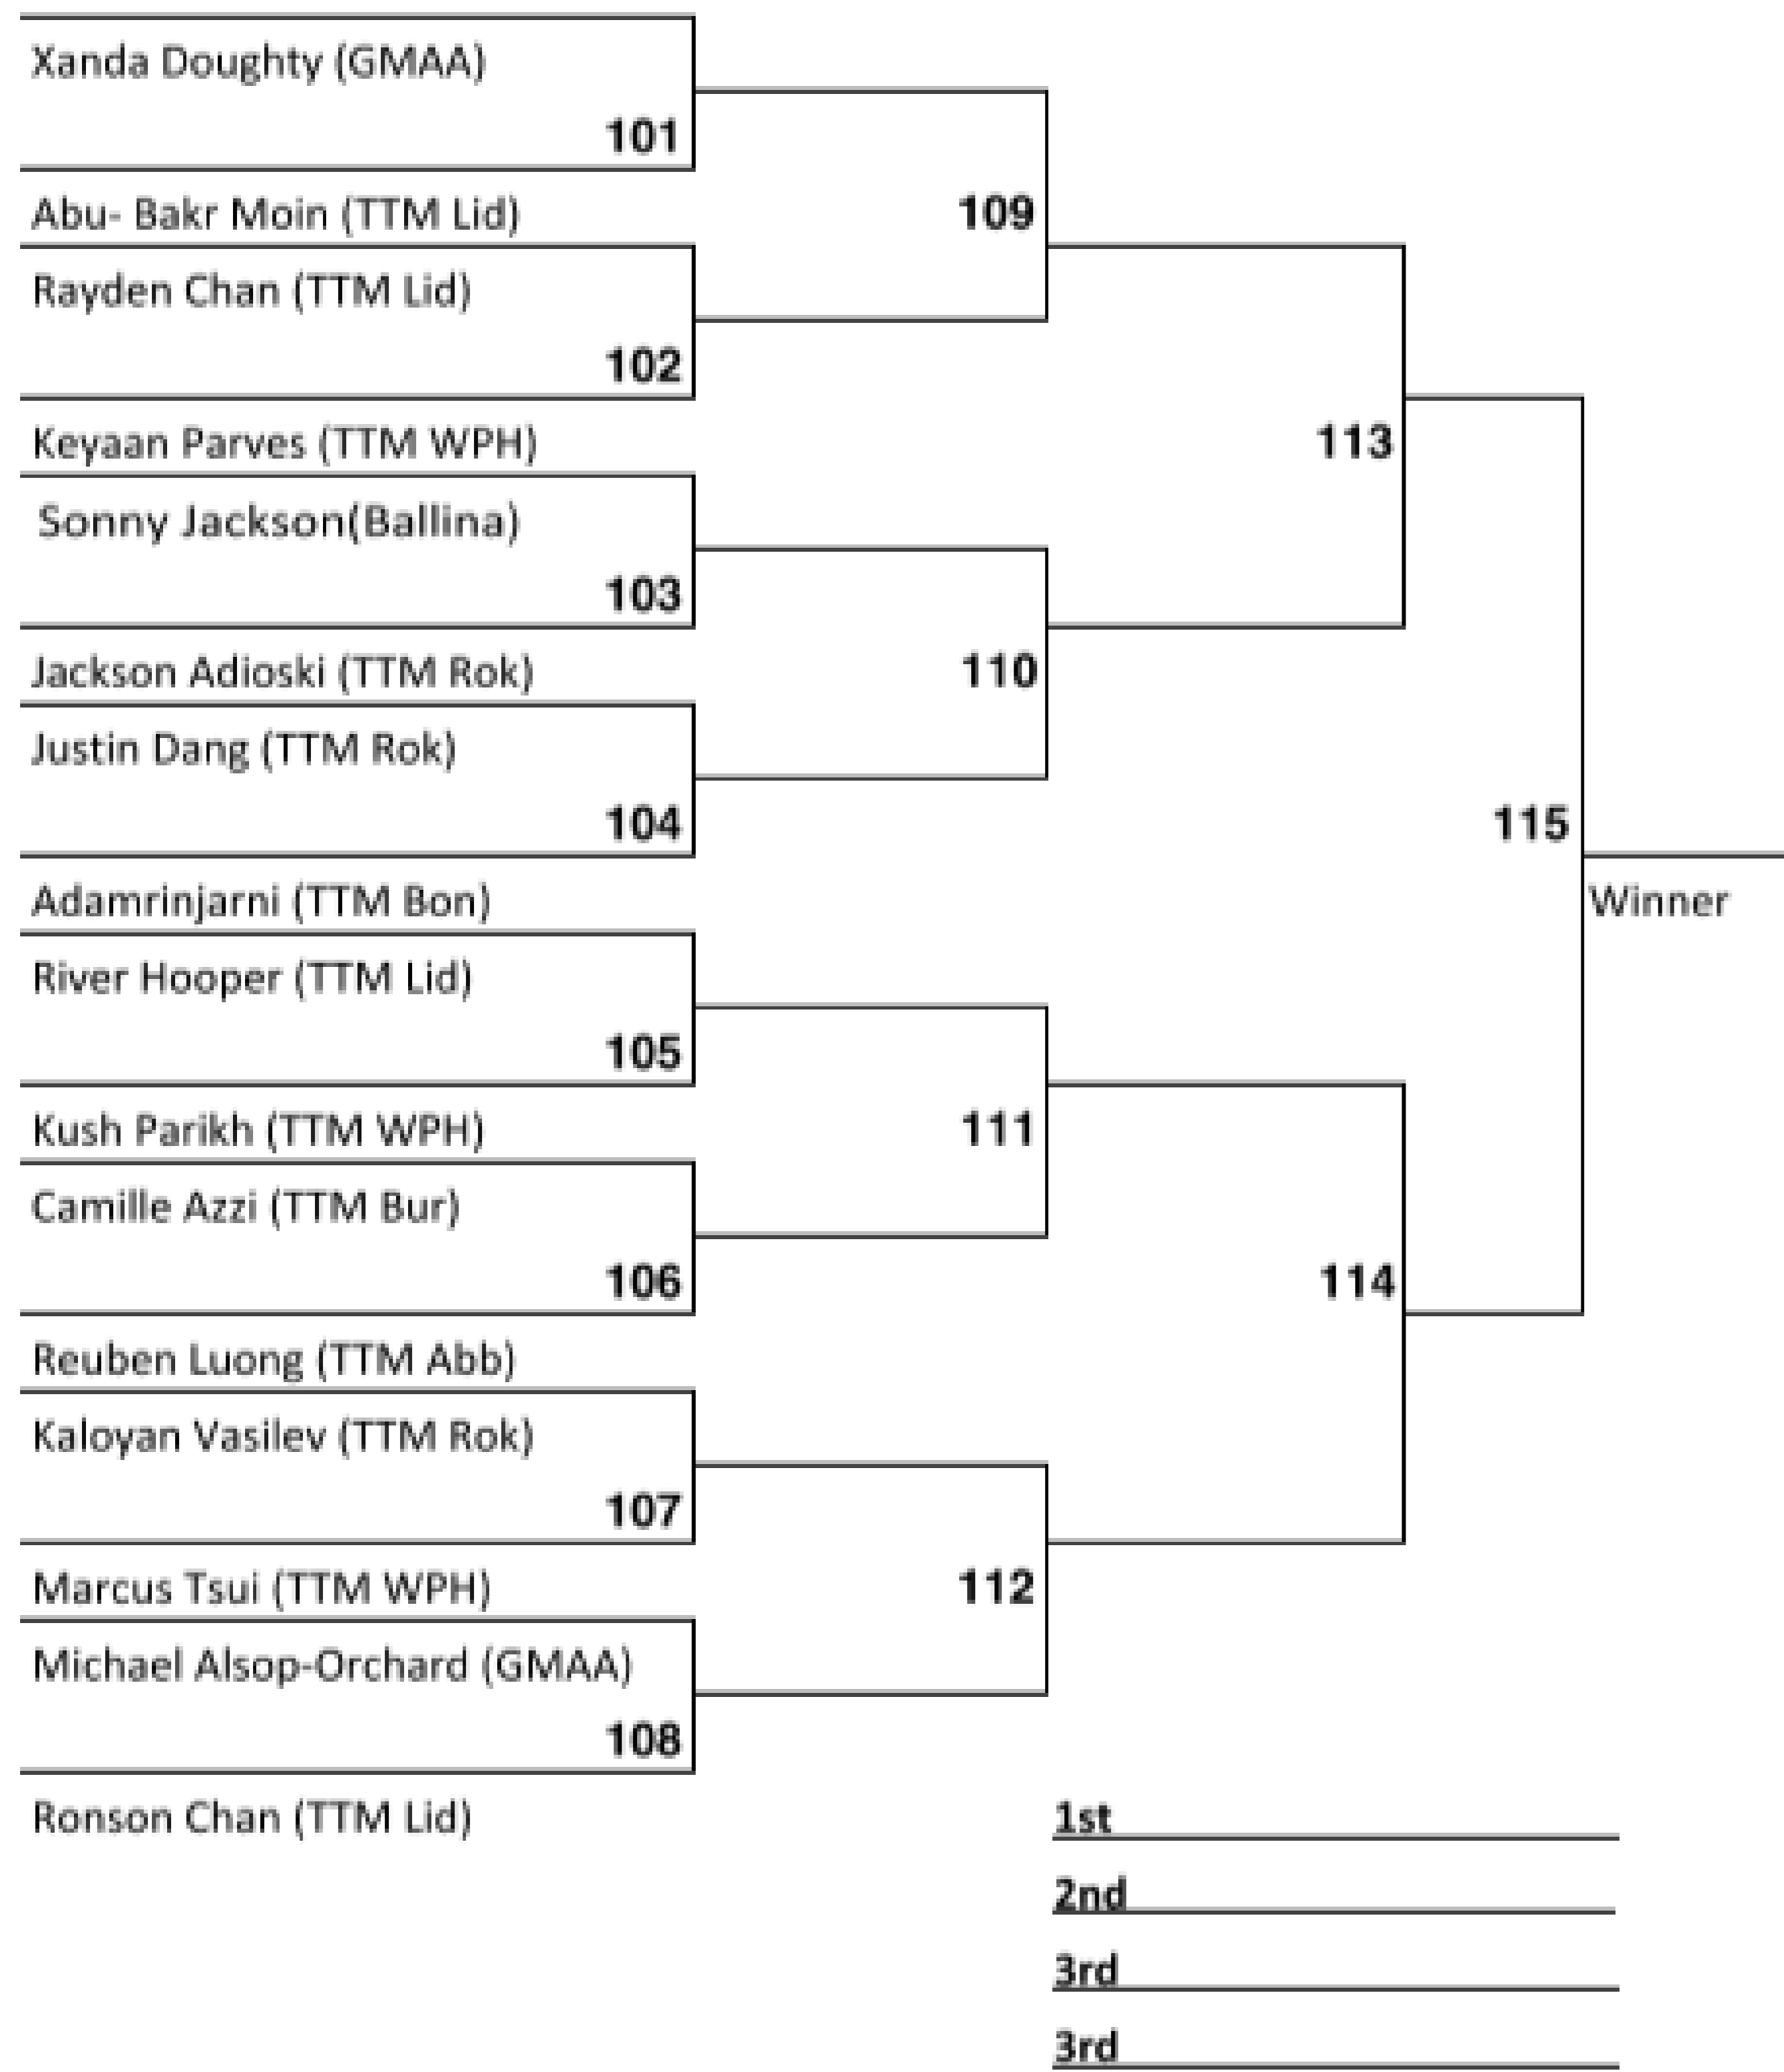 Xanda Doughty (GMAA)
101
Abu- Bakr Moin (TTM Lid)
109
Rayden Chan (TTM Lid)
102
Keyaan Parves (TTM WPH)
113
Sonny Jackson(Ballina)
103
Jackson Adioski (TTM Rok)
110
Justin Dang (TTM Rok)
104
115
Adamrinjarni (TTM Bon)
Winner
River Hooper (TTM Lid)
105
Kush Parikh (TTM WPH)
111
Camille Azzi (TTM Bur)
106
114
Reuben Luong (TTM Abb)
Kaloyan Vasilev (TTM Rok)
107
Marcus Tsui (TTM WPH)
112
Michael Alsop-Orchard (GMAA)
108
Ronson Chan (TTM Lid)
1st
2nd
3rd
3rd